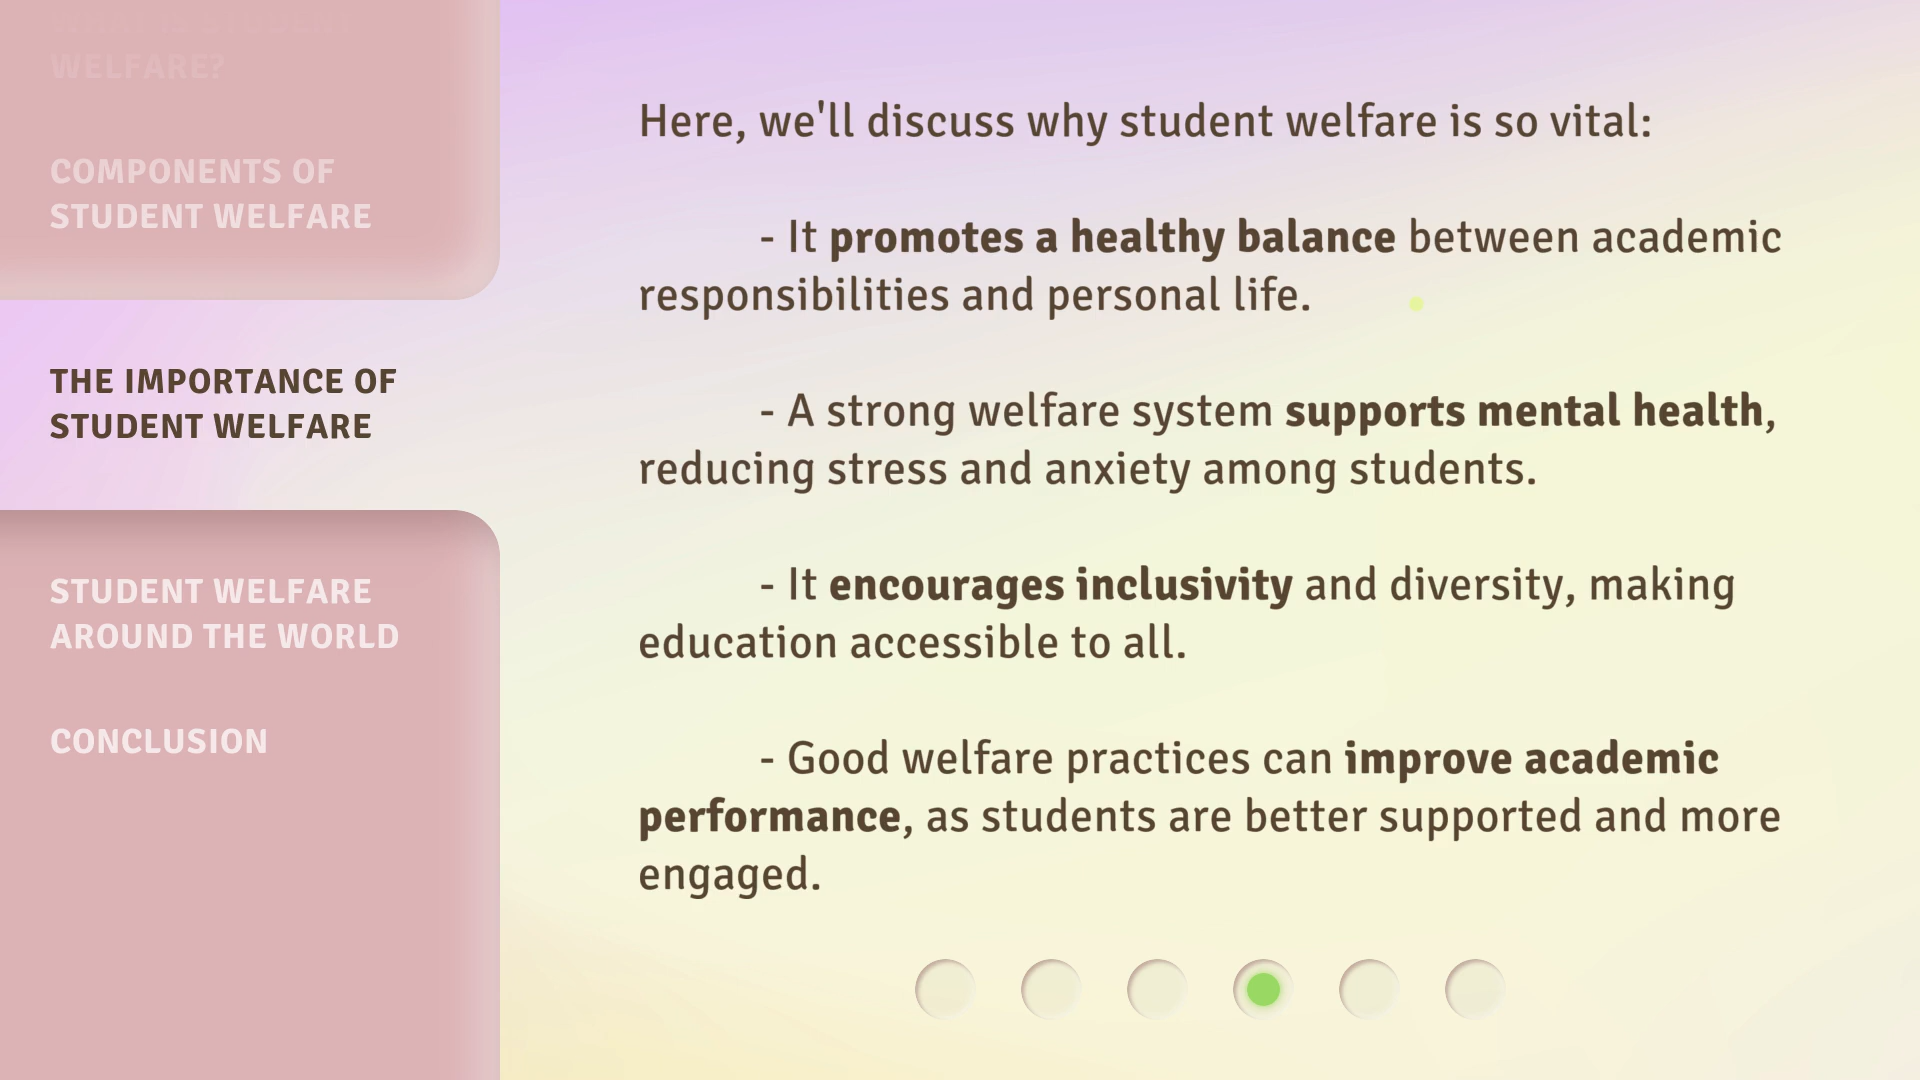 WHAT IS STUDENT
WELFARE?
COMPONENTS OF
STUDENT WELFARE
THE IMPORTANCE OF
STUDENT WELFARE
STUDENT WELFARE
AROUND THE WORLD
CONCLUSION
Here, we'll discuss why student welfare is so vital:
- It promotes a healthy balance between academic
responsibilities and personal life.
- A strong welfare system supports mental health,
reducing stress and anxiety among students.
- It encourages inclusivity and diversity, making
education accessible to all.
- Good welfare practices can improve academic
performance, as students are better supported and more
engaged.